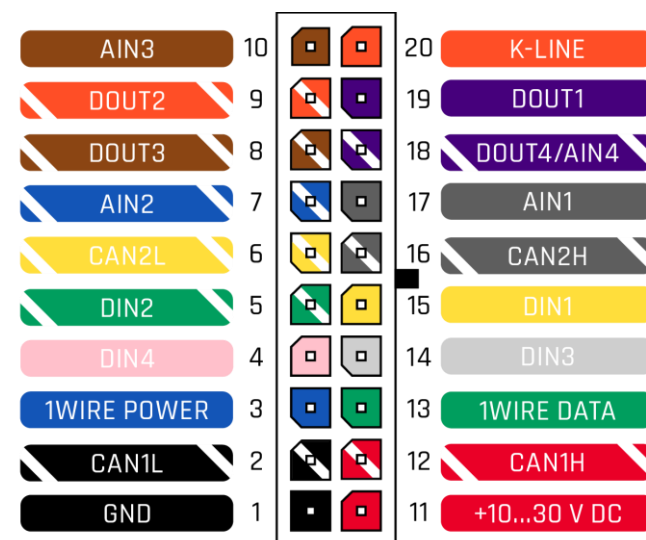 AIN3 10 20 K-LINE
DOUT2 9 19 DOUT1
DOUT3 8 18 DOUT4/AIN4
AIN2 7 17 AIN1
CAN2L 6 16 CAN2H
DIN2 5 15 DIN1
DIN4 4 14 DIN3
1WIRE POWER 3 13 1WIRE DATA
CAN1L 2 12 CAN1H
GND 1 11 +10...30 V DC